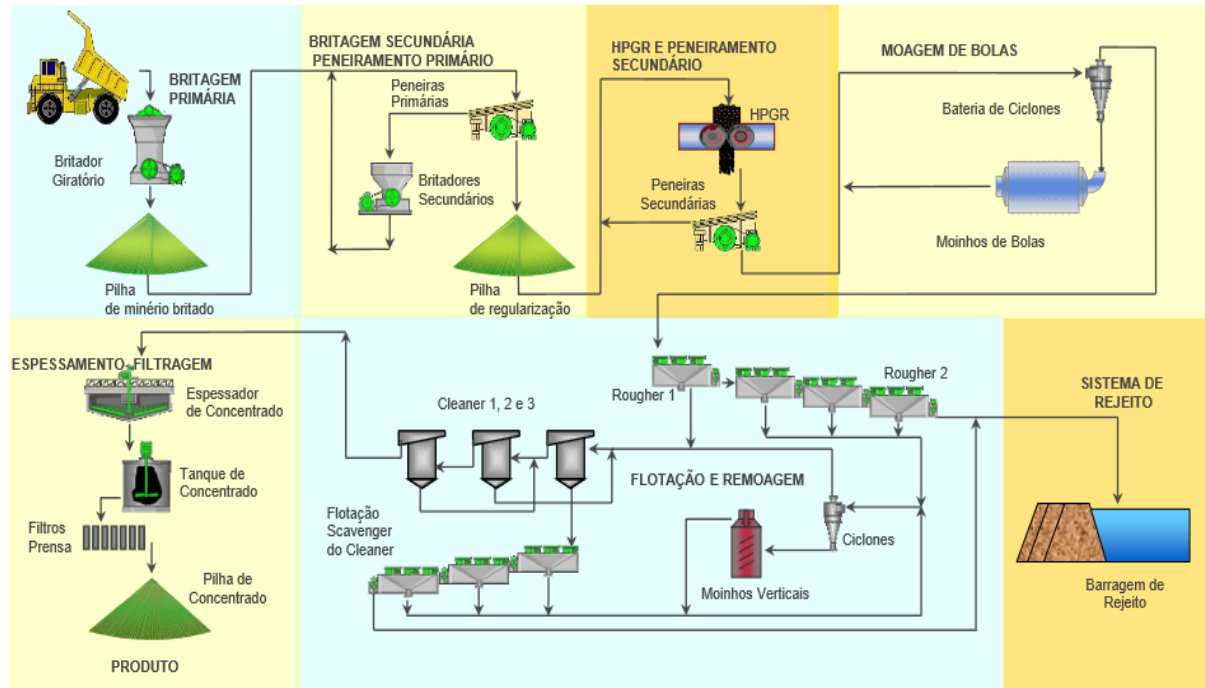 BRITAGEM
PRIMÁRIA
Britador
Giratório
Pilha
de minério britado
BRITAGEM SECUNDÁRIA
PENEIRAMENTO PRIMÁRIO
Peneiras
Primárias
Britadores
Secundários
Pilha
de regularização
HPGR E PENEIRAMENTO
SECUNDÁRIO
HPGR
Peneiras
Secundárias
MOAGEM DE BOLAS
Bateria de Ciclones
Moinhos de Bolas
ESPESSAMENTO-FILTRAGEM
Espessador
de Concentrado
Tanque de
Concentrado
Filtros
Prensa
Pilha de
Concentrado
PRODUTO
Cleaner 1, 2 e 3
Rougher 1
Rougher 2
FLOTAÇÃO E REMOAGEM
Flotação
Scavenger
do Cleaner
Ciclones
Moinhos Verticais
SISTEMA DE
REJEITO
Barragem de
Rejeito